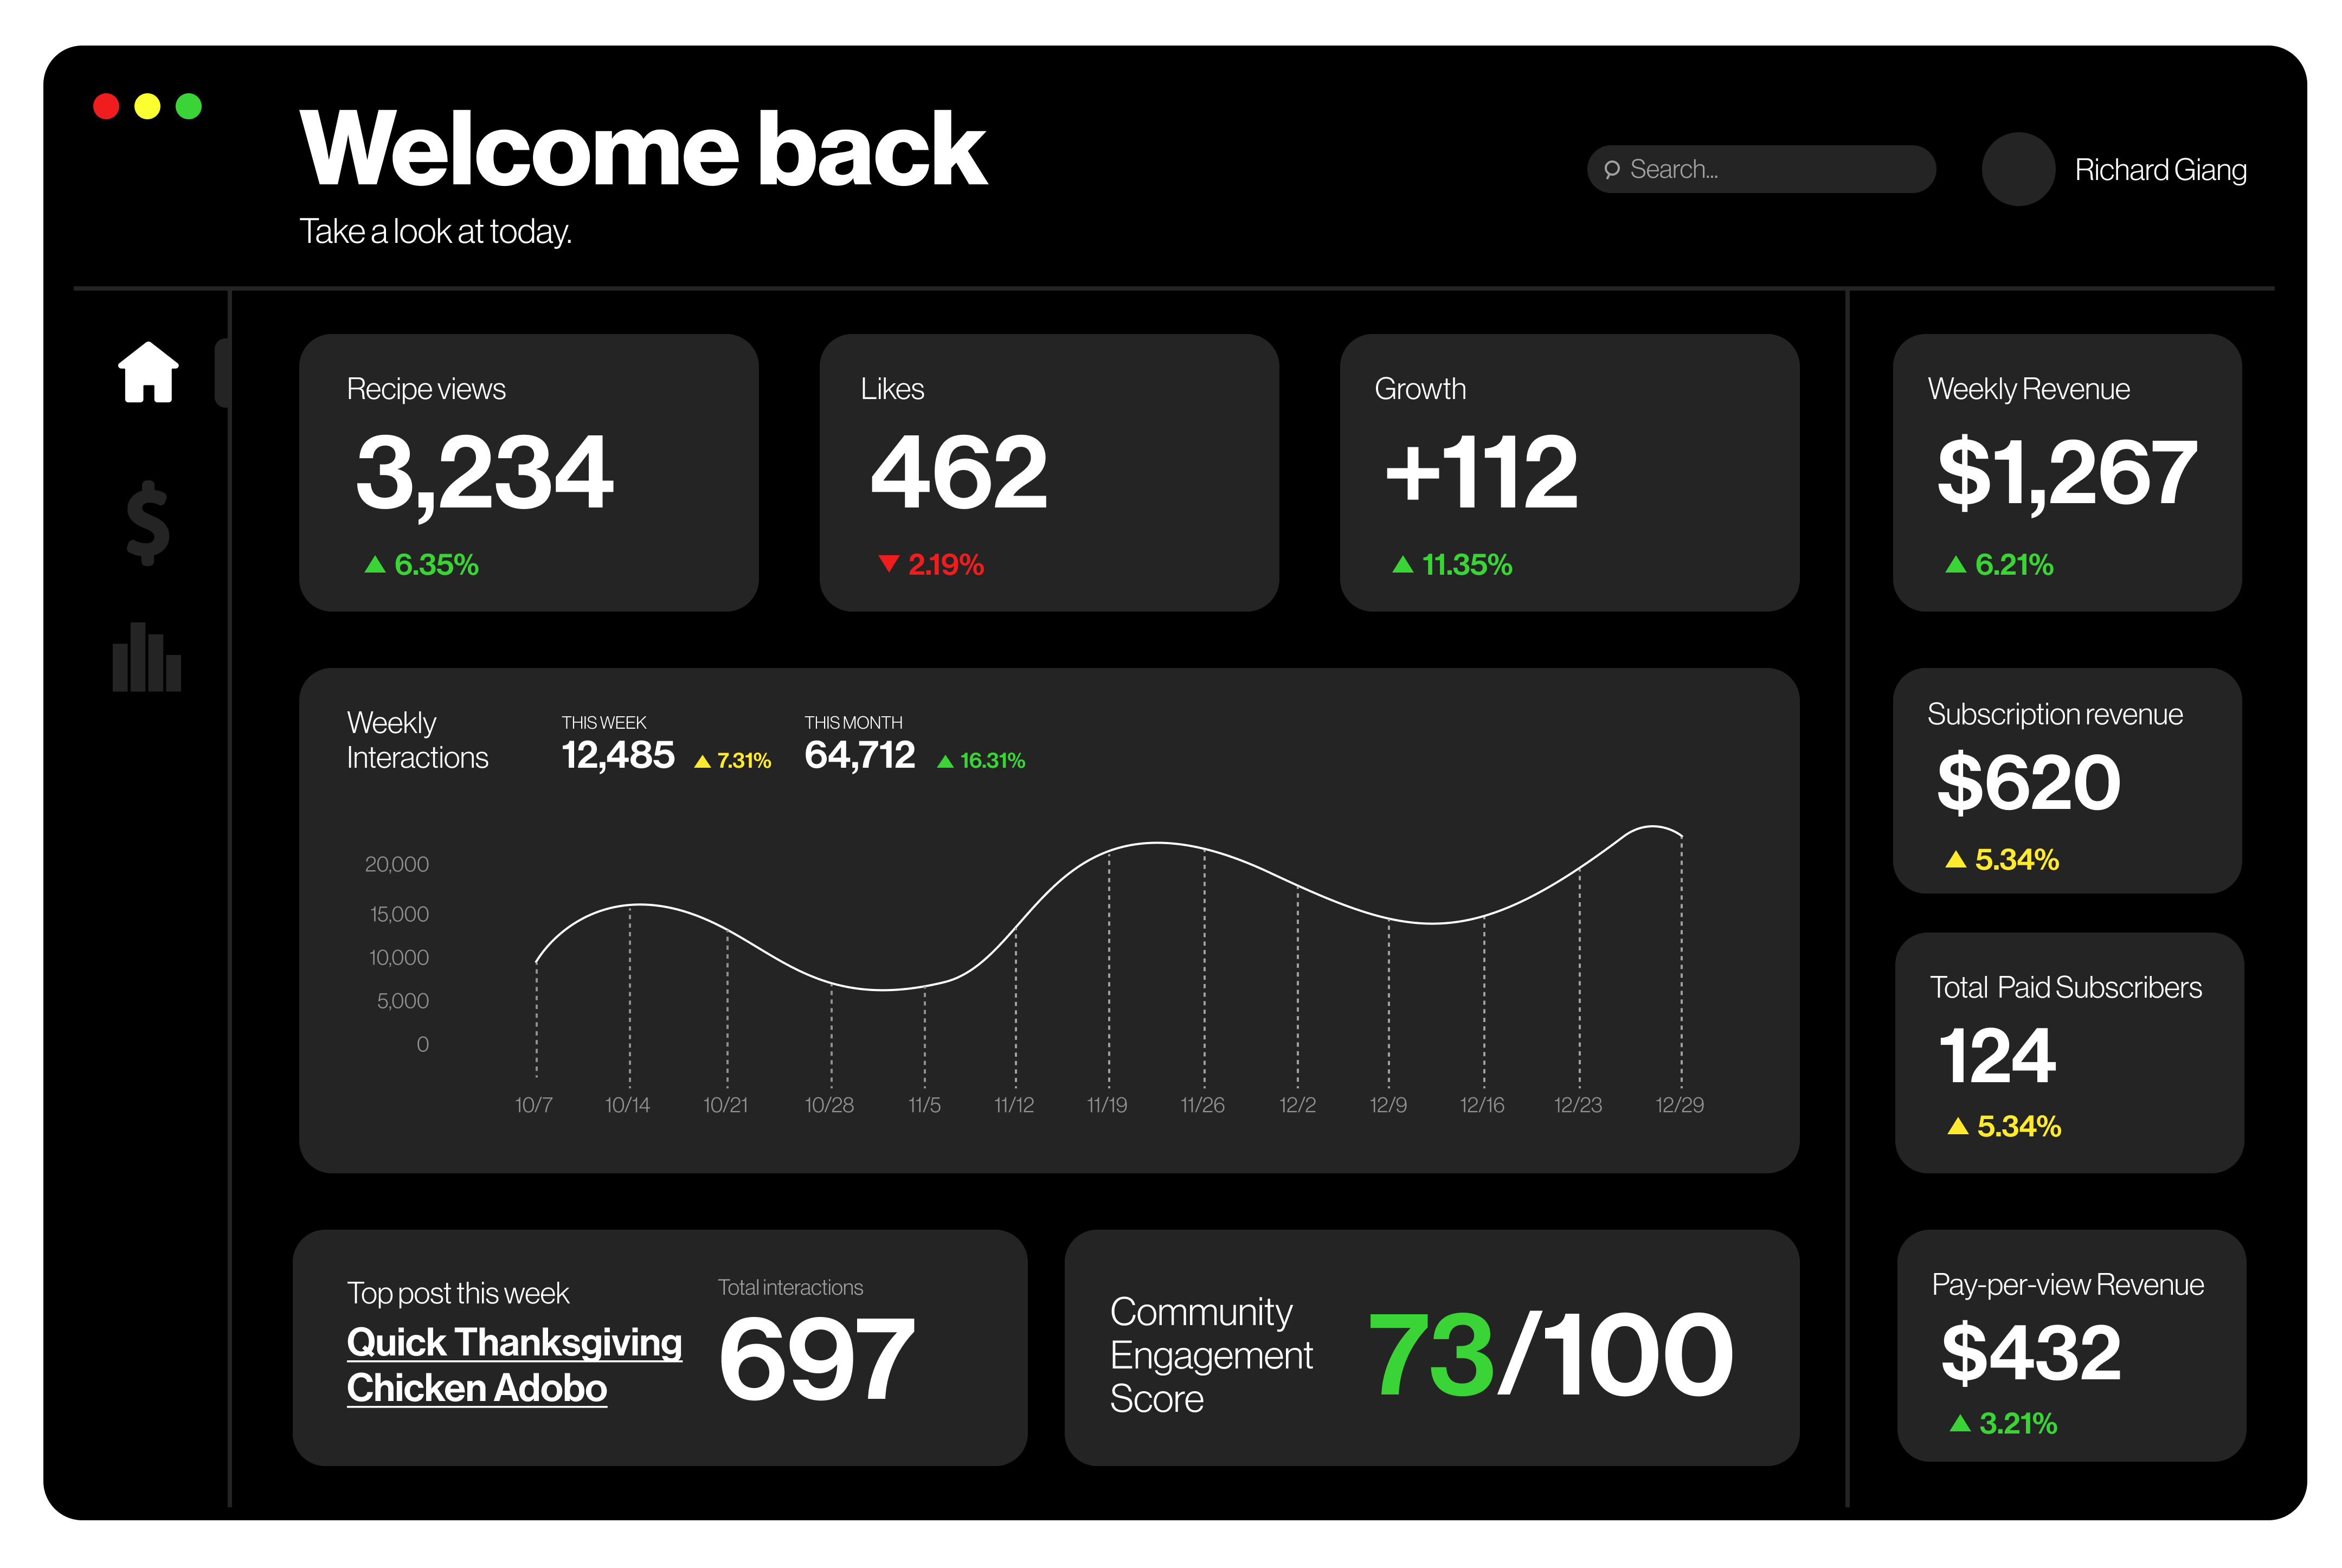 Welcome back
Take a look at today.
Search...
Richard Giang
Recipe views
3,234
6.35%
Likes
462
2.19%
Growth
+112
11.35%
Weekly Revenue
$1,267
6.21%
Weekly
Interactions
THIS WEEK
12,485
7.31%
THIS MONTH
64,712
16.31%
20,000
15,000
10,000
5,000
0
10/7 10/14 10/21 10/28 11/5 11/12 11/19 11/26 12/2 12/9 12/16 12/23 12/29
Subscription revenue
$620
5.34%
Total Paid Subscribers
124
5.34%
Top post this week
Quick Thanksgiving
Chicken Adobo
Total interactions
697
Community
Engagement
Score
73/100
Pay-per-view Revenue
$432
3.21%